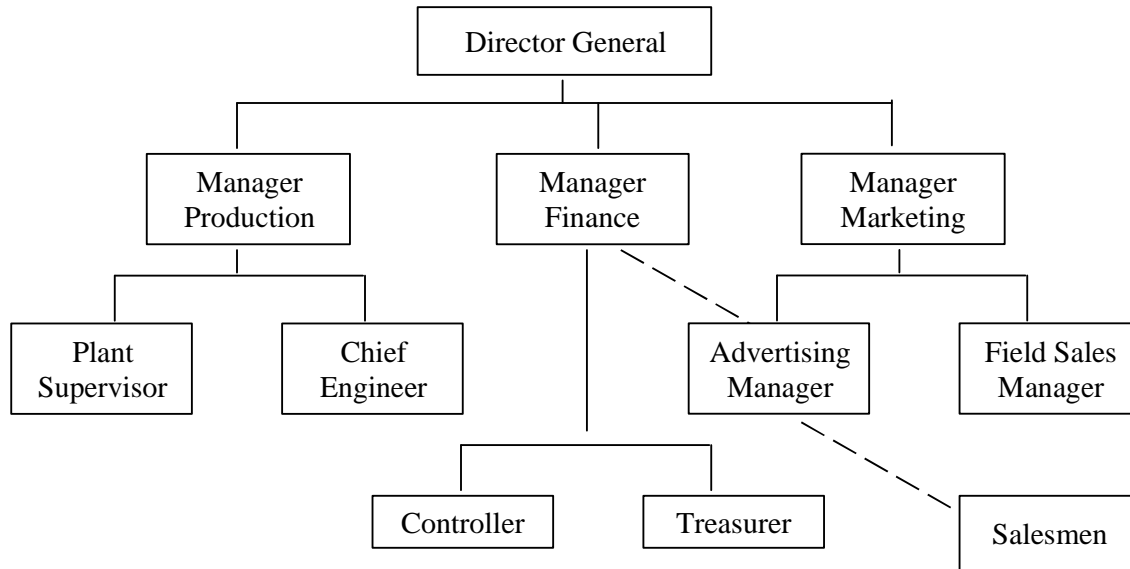 Director General
Manager
Production
Manager
Finance
Manager
Marketing
Plant
Supervisor
Chief
Engineer
Advertising
Manager
Field Sales
Manager
Controller
Treasurer
Salesmen